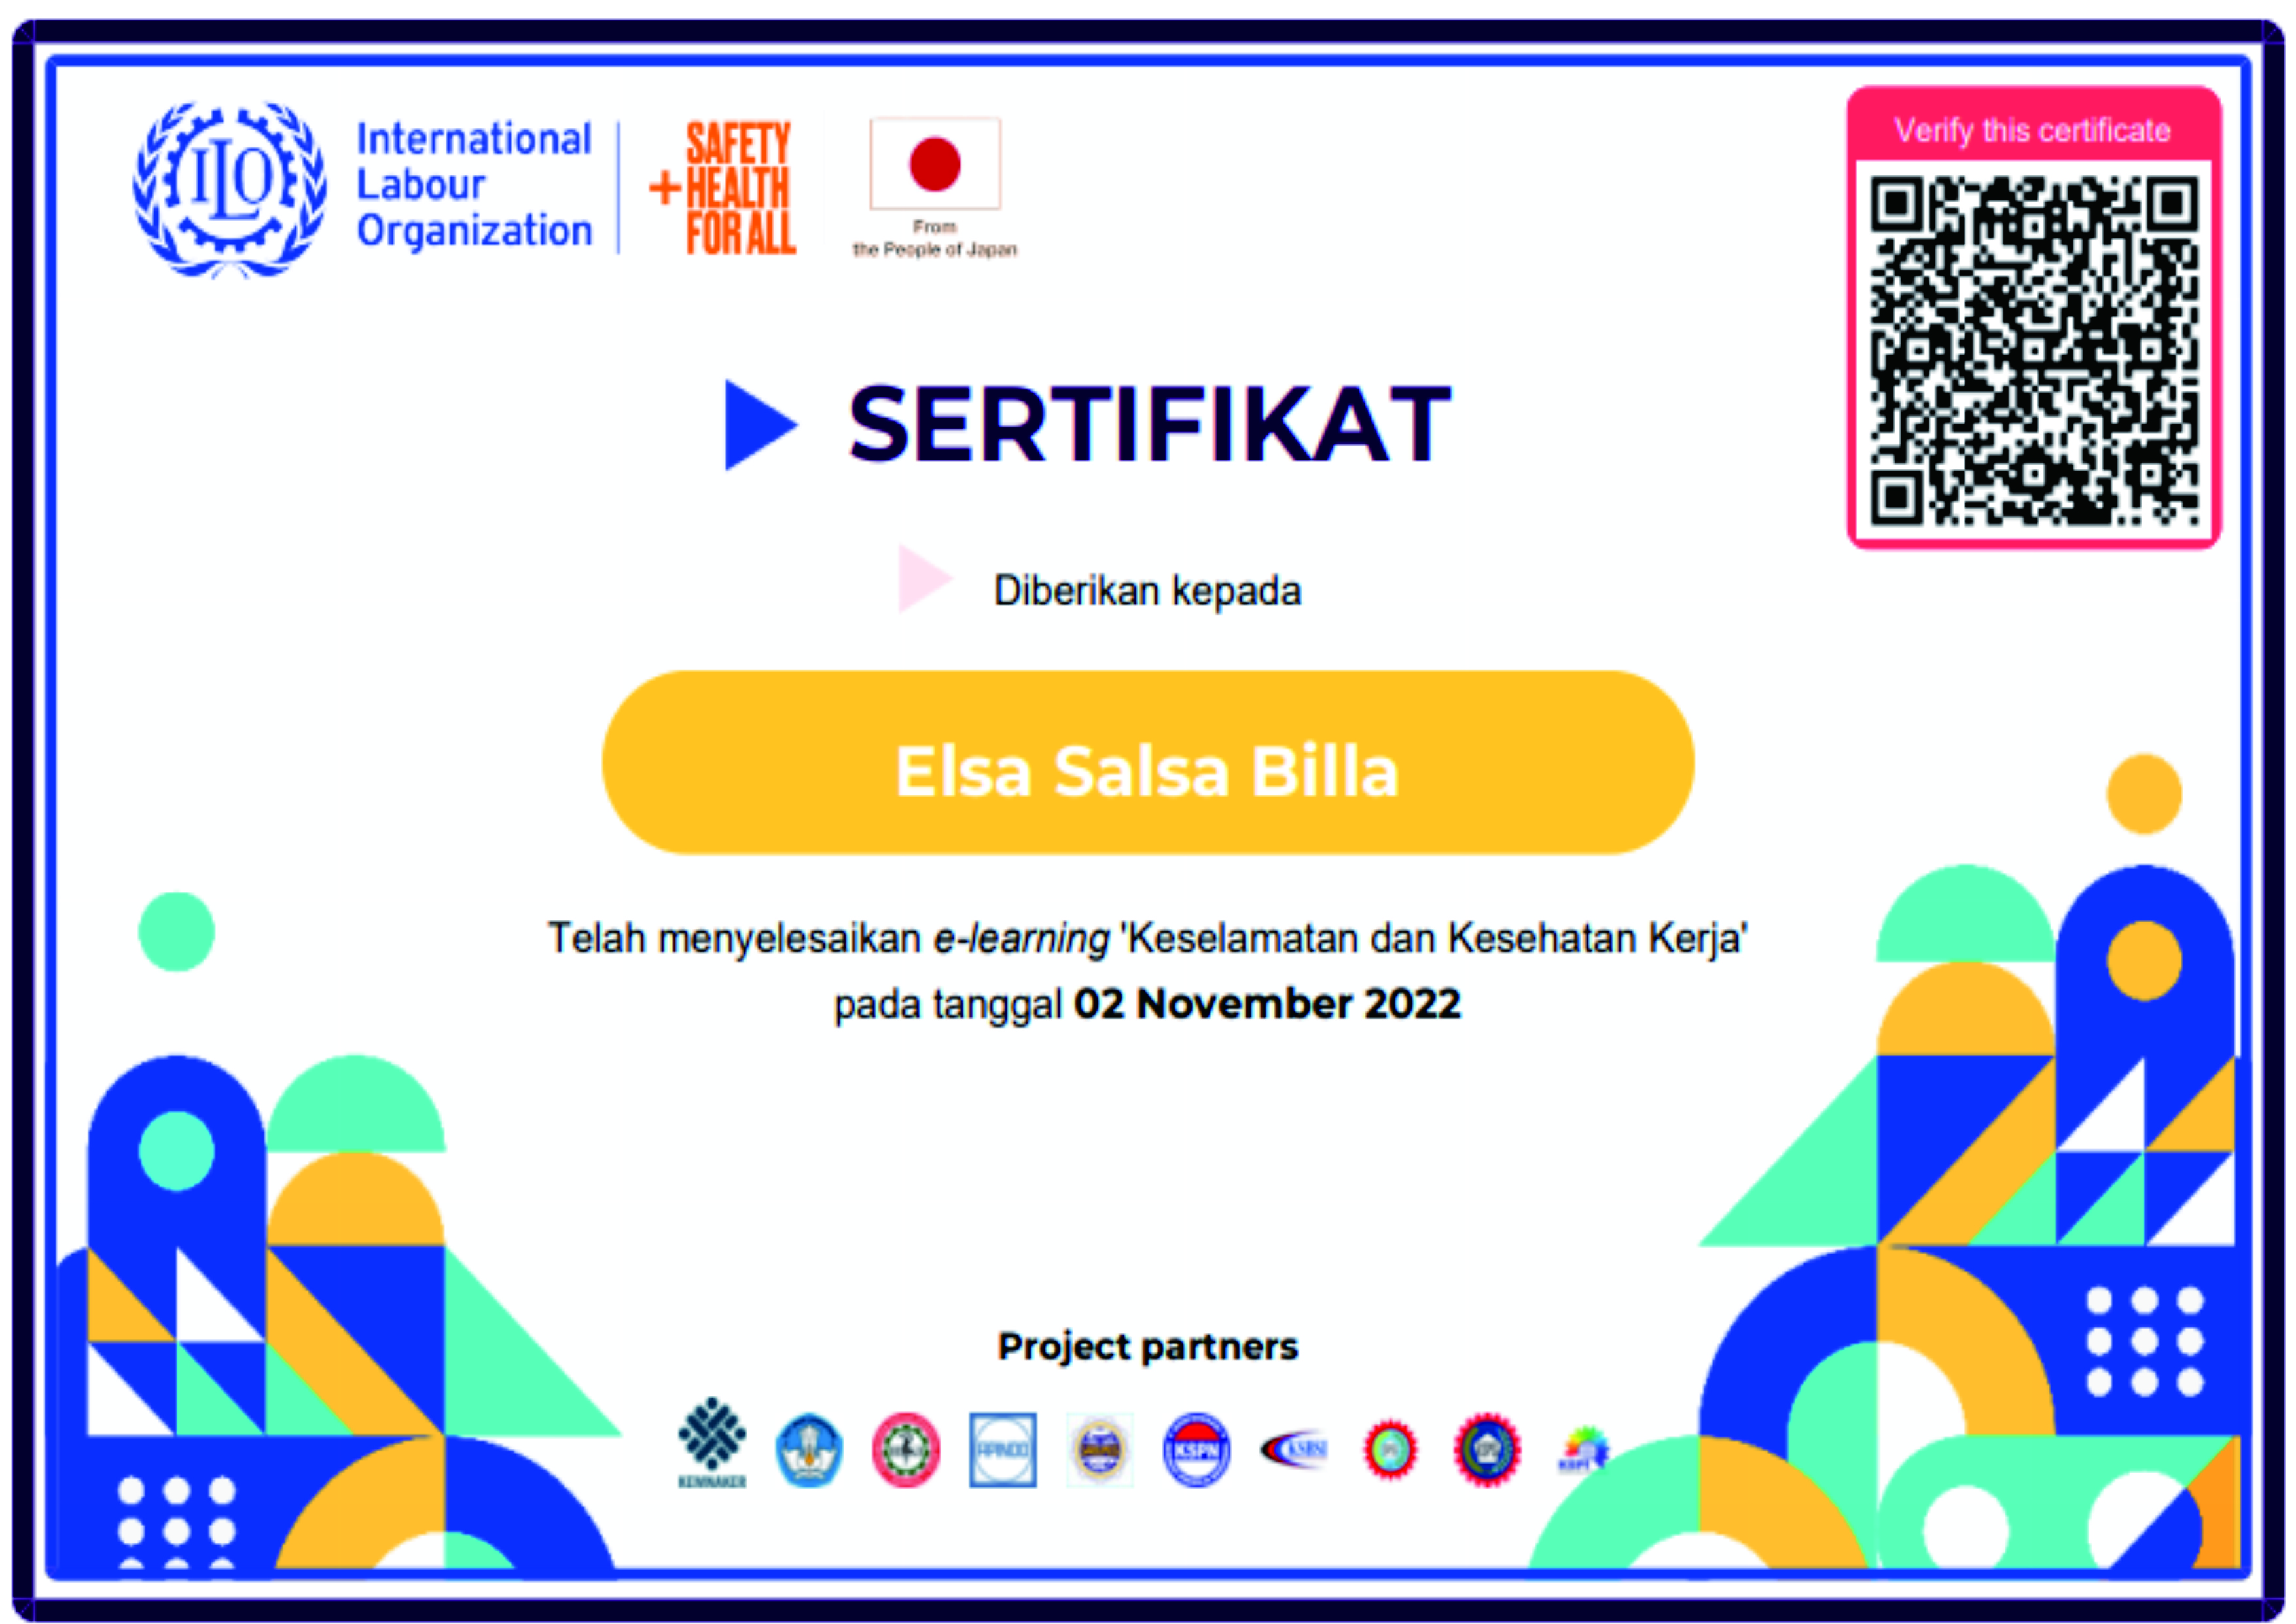 ILO
International
Labour
Organization
+ SAFETY
HEALTH
FOR ALL
From
the People of Japan
Verify this certificate
SERTIFIKAT
Diberikan kepada
Elsa Salsa Billa
Telah menyelesaikan e-learning 'Keselamatan dan Kesehatan Kerja'
pada tanggal 02 November 2022
Project partners
KEMNAKER
APINDO
KSPN
KSBSI
KSPI